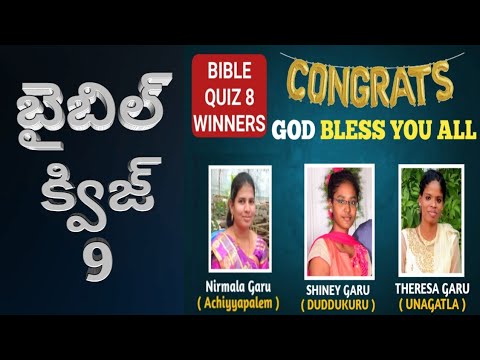 బైబిల్
క్విజ్
9
BIBLE
QUIZ 8
WINNERS
CONGRATS
GOD BLESS YOU ALL
Nirmala Garu
( Achiyyapalem )
SHINEY GARU
( DUDDUKURU )
THERESA GARU
( UNAGATLA )